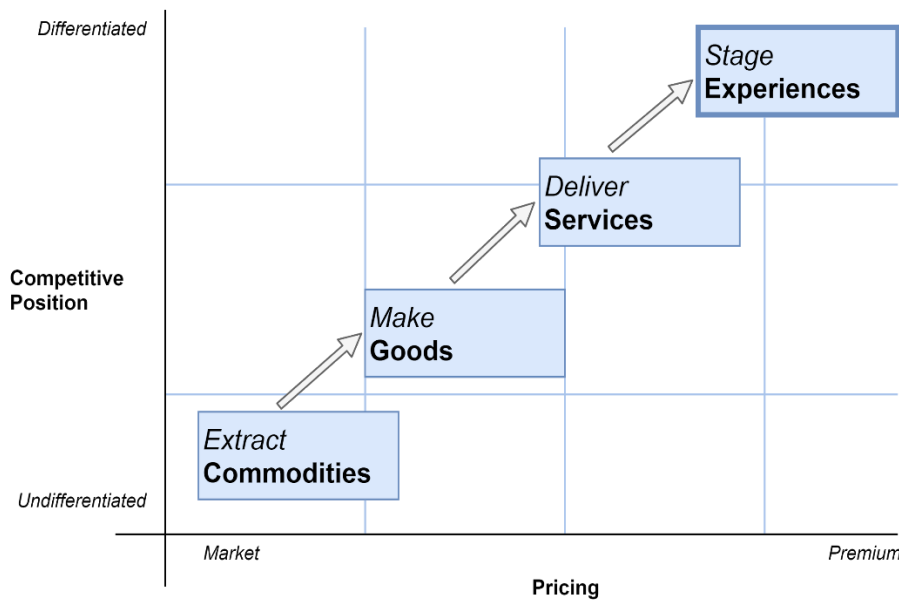 Differentiated
Stage
Experiences
Deliver
Services
Competitive
Position
Make
Goods
Extract
Commodities
Undifferentiated
Market
Premium
Pricing